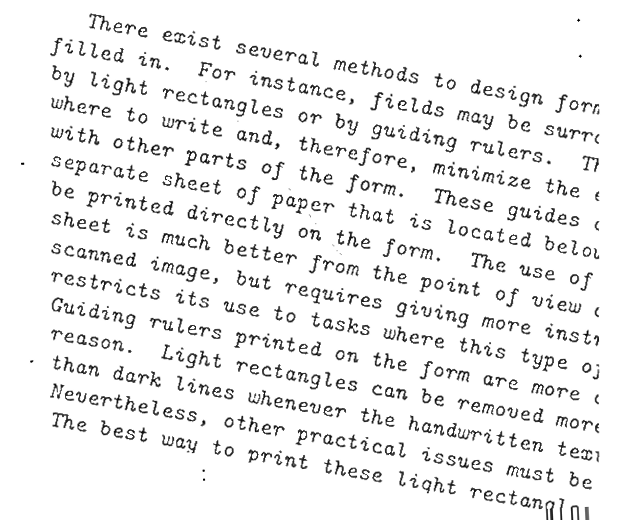 There exist several methods to design form
filled in. For instance, fields may be surr
by light rectangles or by guiding rulers. Th
where to write and, therefore, minimize the
with other parts of the form. These guides
separate sheet of paper that is located below
be printed directly on the form. The use of
sheet is much better from the point of view
scanned image, but requires giving more instr
restricts its use to tasks where this type of
Guiding rulers printed on the form are more
reason. Light rectangles can be removed more
than dark lines whenever the handwritten text
Nevertheless, other practical issues must be
The best way to print these light